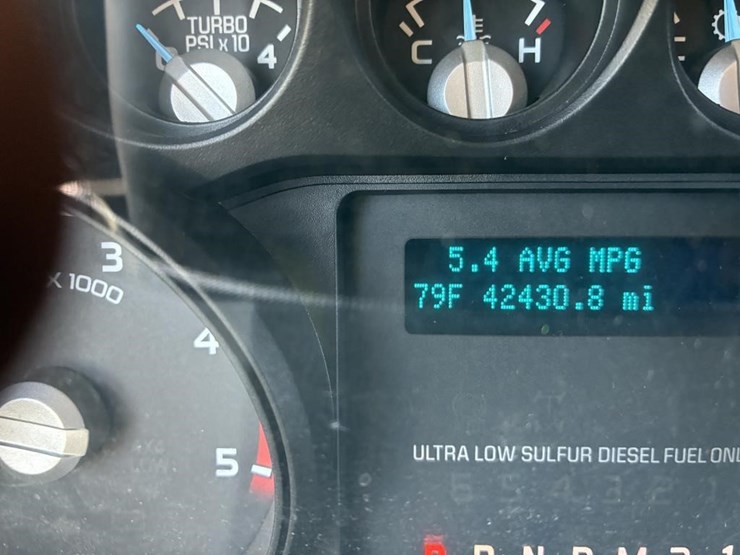 TURBO
PSI x 10
0 4
C H
3
X 1000
4
5
5.4 AVG MPG
79F 42430.8 mi
ULTRA LOW SULFUR DIESEL FUEL